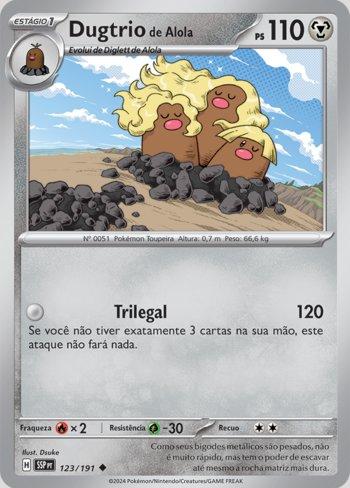 ESTÁGIO 1
Dugtrio de Alola
PS 110
Evolui de Diglett de Alola
Nº 0051 Pokémon Toupeira Altura: 0,7 m Peso: 66,6 kg
Trilegal 120
Se você não tiver exatamente 3 cartas na sua mão, este
ataque não fará nada.
Fraqueza × 2 Resistência -30 Recuo
Ilust. Dsuke
H SSP PT 123/191
Como seus bigodes metálicos são pesados, não
é muito rápido, mas tem o poder de escavar
até mesmo a rocha matriz mais dura.
©2024 Pokémon/Nintendo/Creatures/GAME FREAK